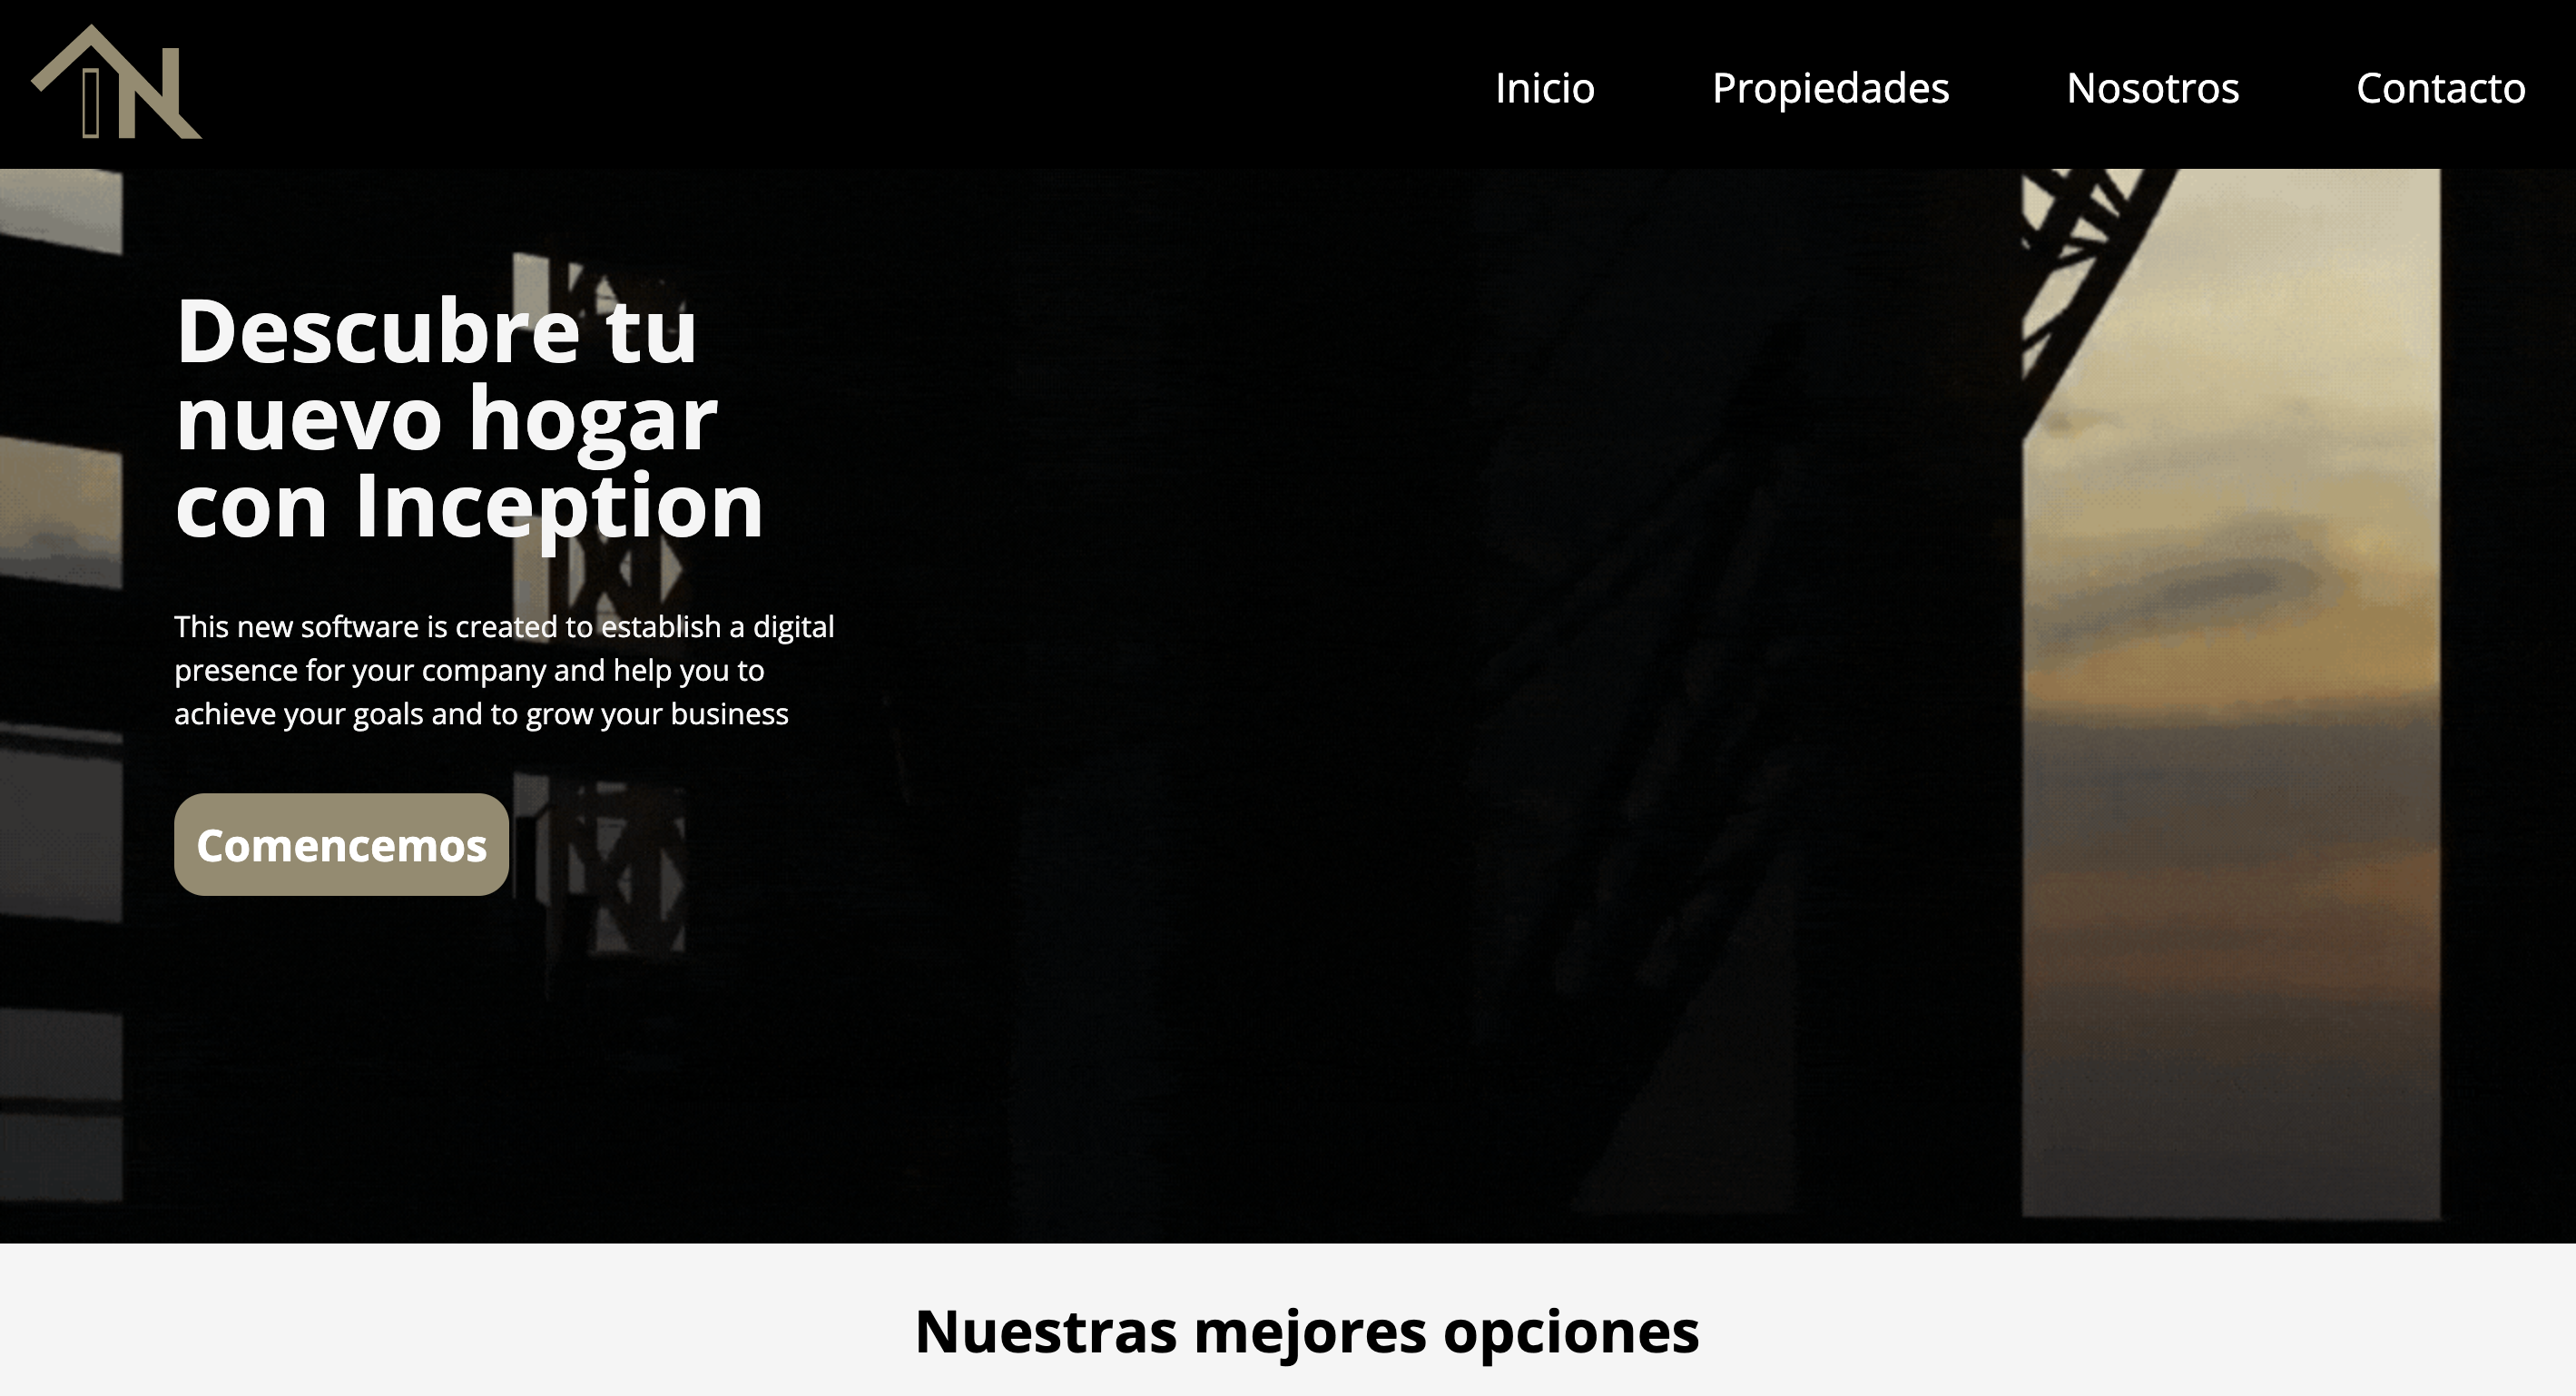 Inicio Propiedades Nosotros Contacto
Descubre tu
nuevo hogar
con Inception
This new software is created to establish a digital
presence for your company and help you to
achieve your goals and to grow your business
Comencemos
Nuestras mejores opciones